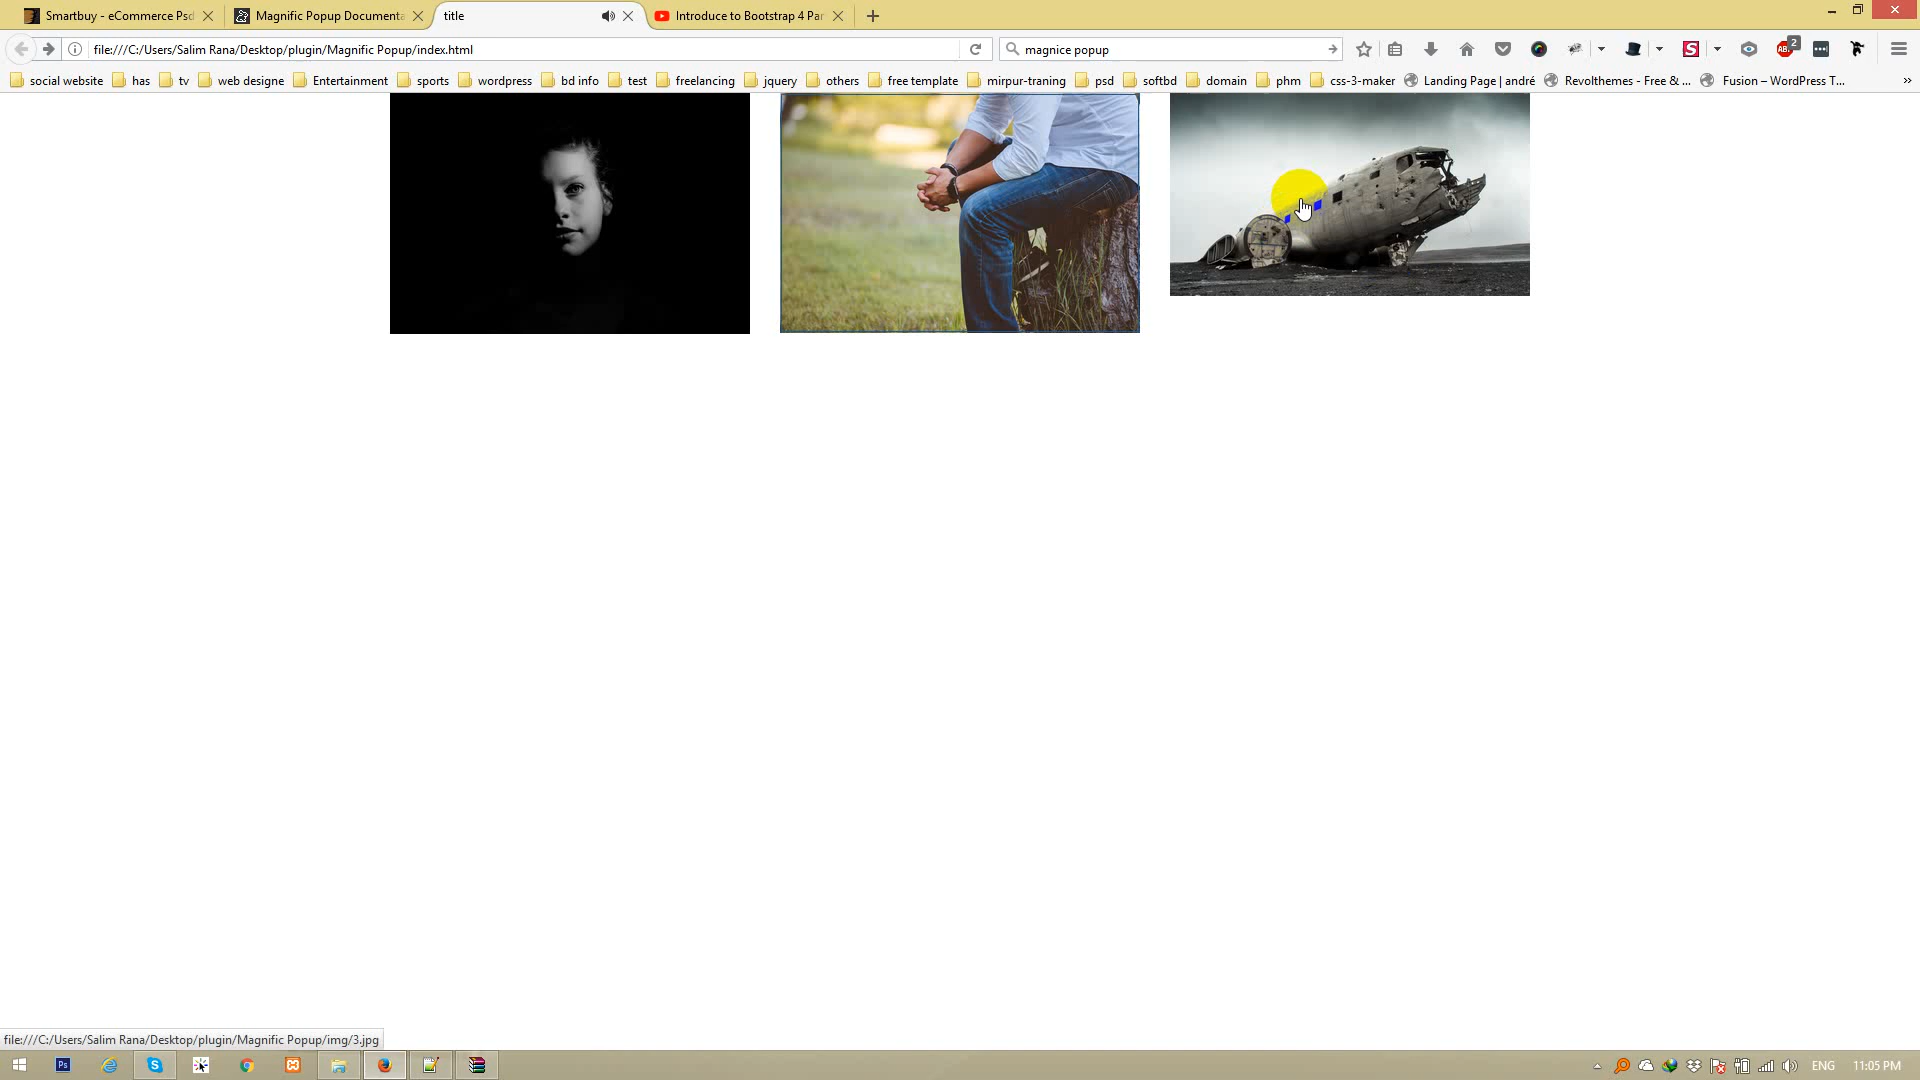 Smartbuy - eCommerce Psd
Magnific Popup Documenta
title
Introduce to Bootstrap 4 Par
file:///C:/Users/Salim Rana/Desktop/plugin/Magnific Popup/index.html
magnice popup
2
social website has tv web designe Entertainment sports wordpress bd info test freelancing jquery others free template mirpur-traning psd softbd domain phm css-3-maker Landing Page | andré Revolthemes - Free & ... Fusion – WordPress T...
file:///C:/Users/Salim Rana/Desktop/plugin/Magnific Popup/img/3.jpg
Ps
ENG 11:05 PM